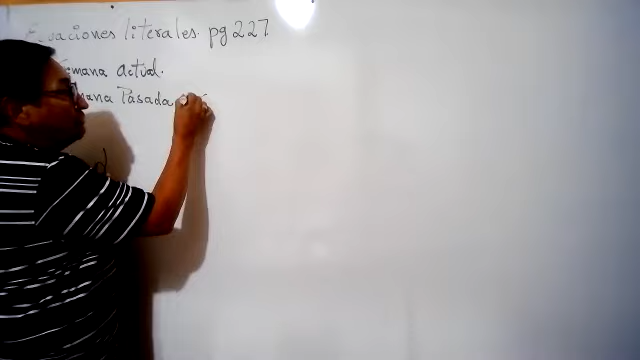 Ecuaciones literales. pg 227
Semana actual.
Semana Pasada